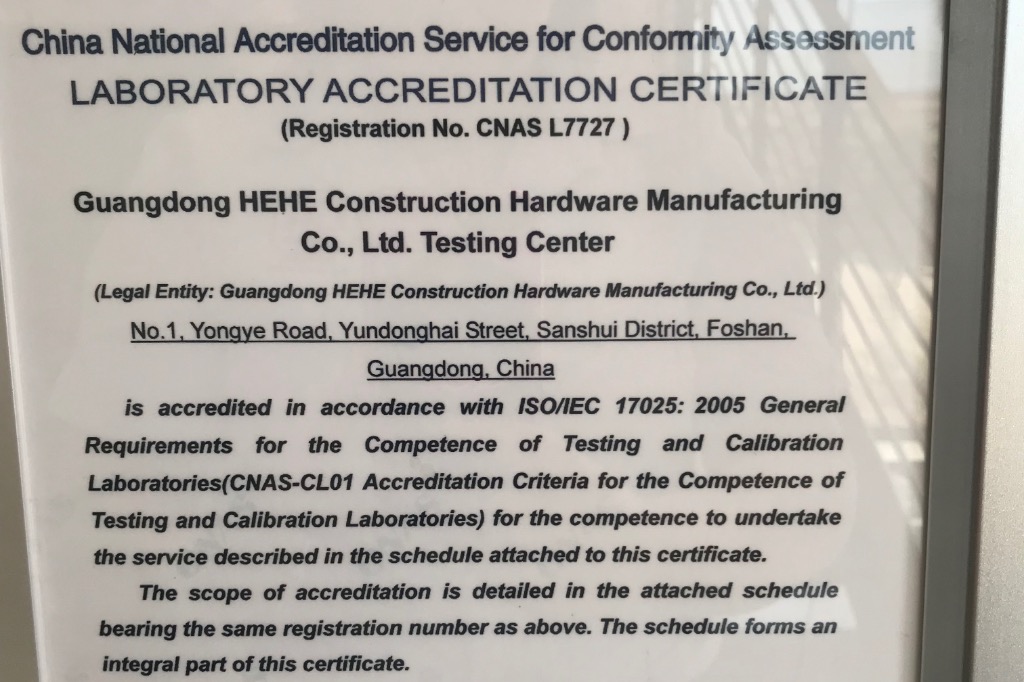 China National Accreditation Service for Conformity Assessment
LABORATORY ACCREDITATION CERTIFICATE
(Registration No. CNAS L7727 )
Guangdong HEHE Construction Hardware Manufacturing
Co., Ltd. Testing Center
(Legal Entity: Guangdong HEHE Construction Hardware Manufacturing Co., Ltd.)
No.1, Yongye Road, Yundonghai Street, Sanshui District, Foshan,
Guangdong, China
is accredited in accordance with ISO/IEC 17025: 2005 General
Requirements for the Competence of Testing and Calibration
Laboratories(CNAS-CL01 Accreditation Criteria for the Competence of
Testing and Calibration Laboratories) for the competence to undertake
the service described in the schedule attached to this certificate.
The scope of accreditation is detailed in the attached schedule
bearing the same registration number as above. The schedule forms an
integral part of this certificate.